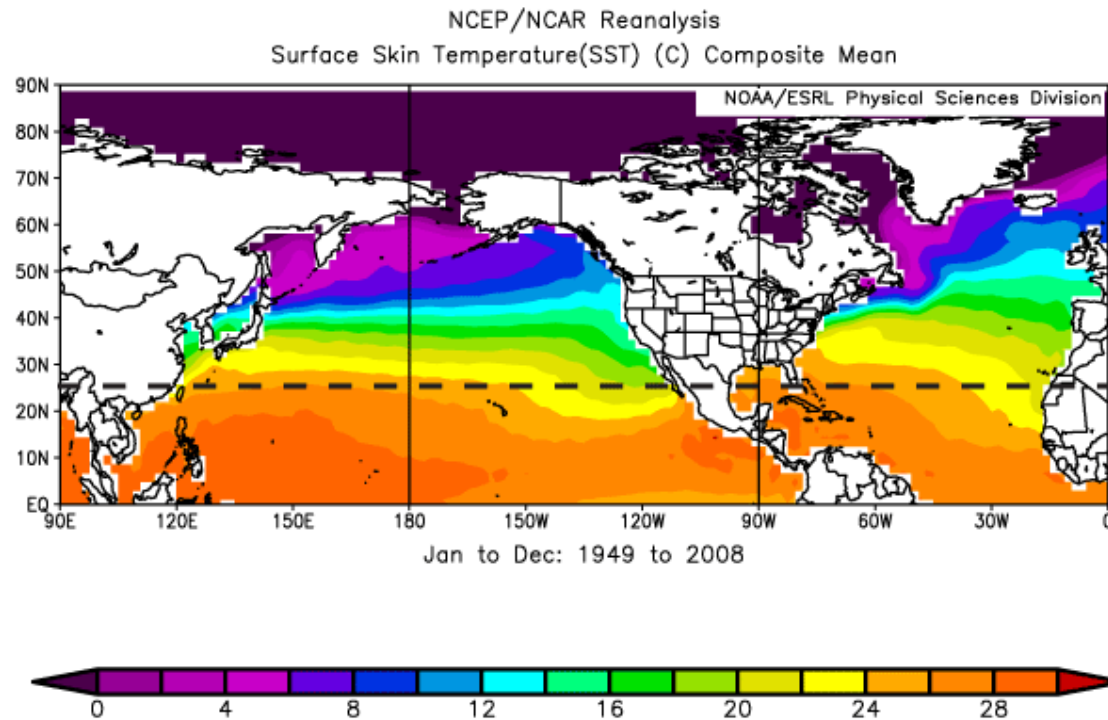 NCEP/NCAR Reanalysis
Surface Skin Temperature(SST) (C) Composite Mean
NOAA/ESRL Physical Sciences Division
90N
80N
70N
60N
50N
40N
30N
20N
10N
EQ
90E 120E 150E 180 150W 120W 90W 60W 30W 0
Jan to Dec: 1949 to 2008
0 4 8 12 16 20 24 28